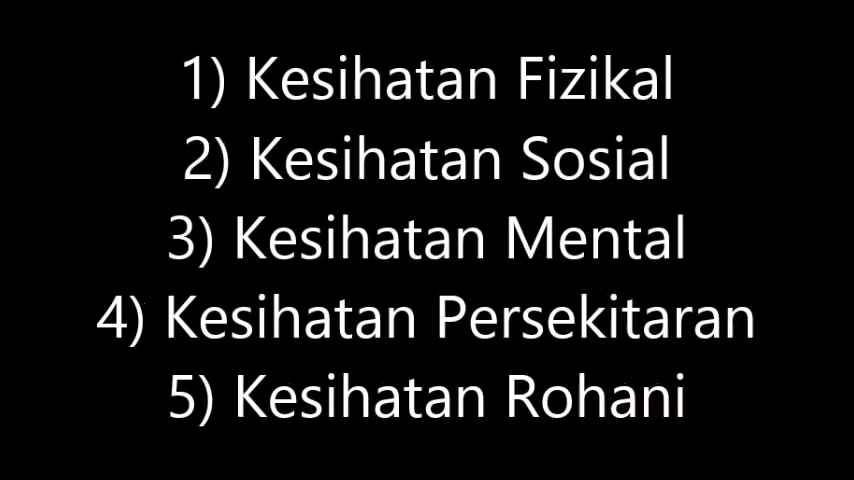 1) Kesihatan Fizikal
2) Kesihatan Sosial
3) Kesihatan Mental
4) Kesihatan Persekitaran
5) Kesihatan Rohani